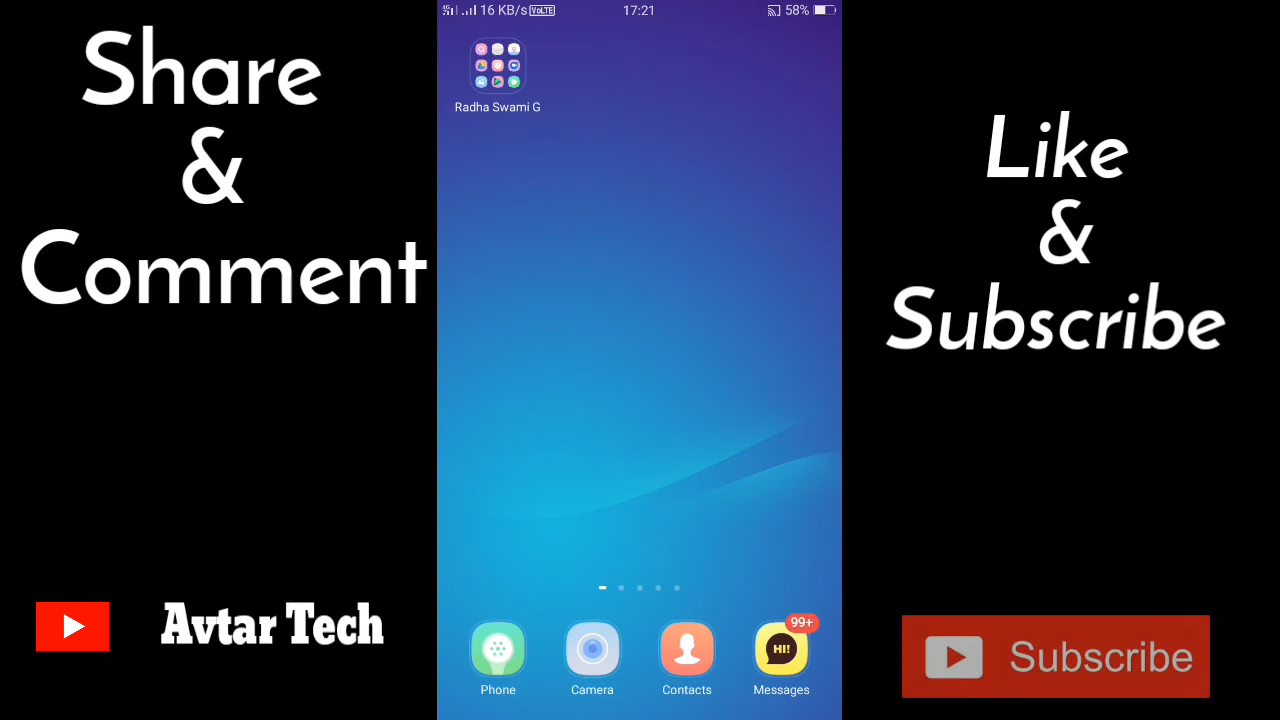 Share
&
Comment
Avtar Tech
16 KB/s VoLTE 17:21 58%
Radha Swami G
99+
HI!
Phone Camera Contacts Messages
Like
&
Subscribe
Subscribe